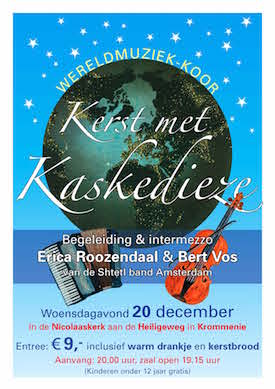 WERELDMUZIEK-KOOR
Kerst met
Kaskedieze
Begeleiding & intermezzo
Erica Roozendaal & Bert Vos
van de Shtetl band Amsterdam
Woensdagavond 20 december
In de Nicolaaskerk aan de Heiligeweg in Krommenie
Entree: € 9,- inclusief warm drankje en kerstbrood
Aanvang: 20.00 uur, zaal open 19.15 uur
(Kinderen onder 12 jaar gratis)